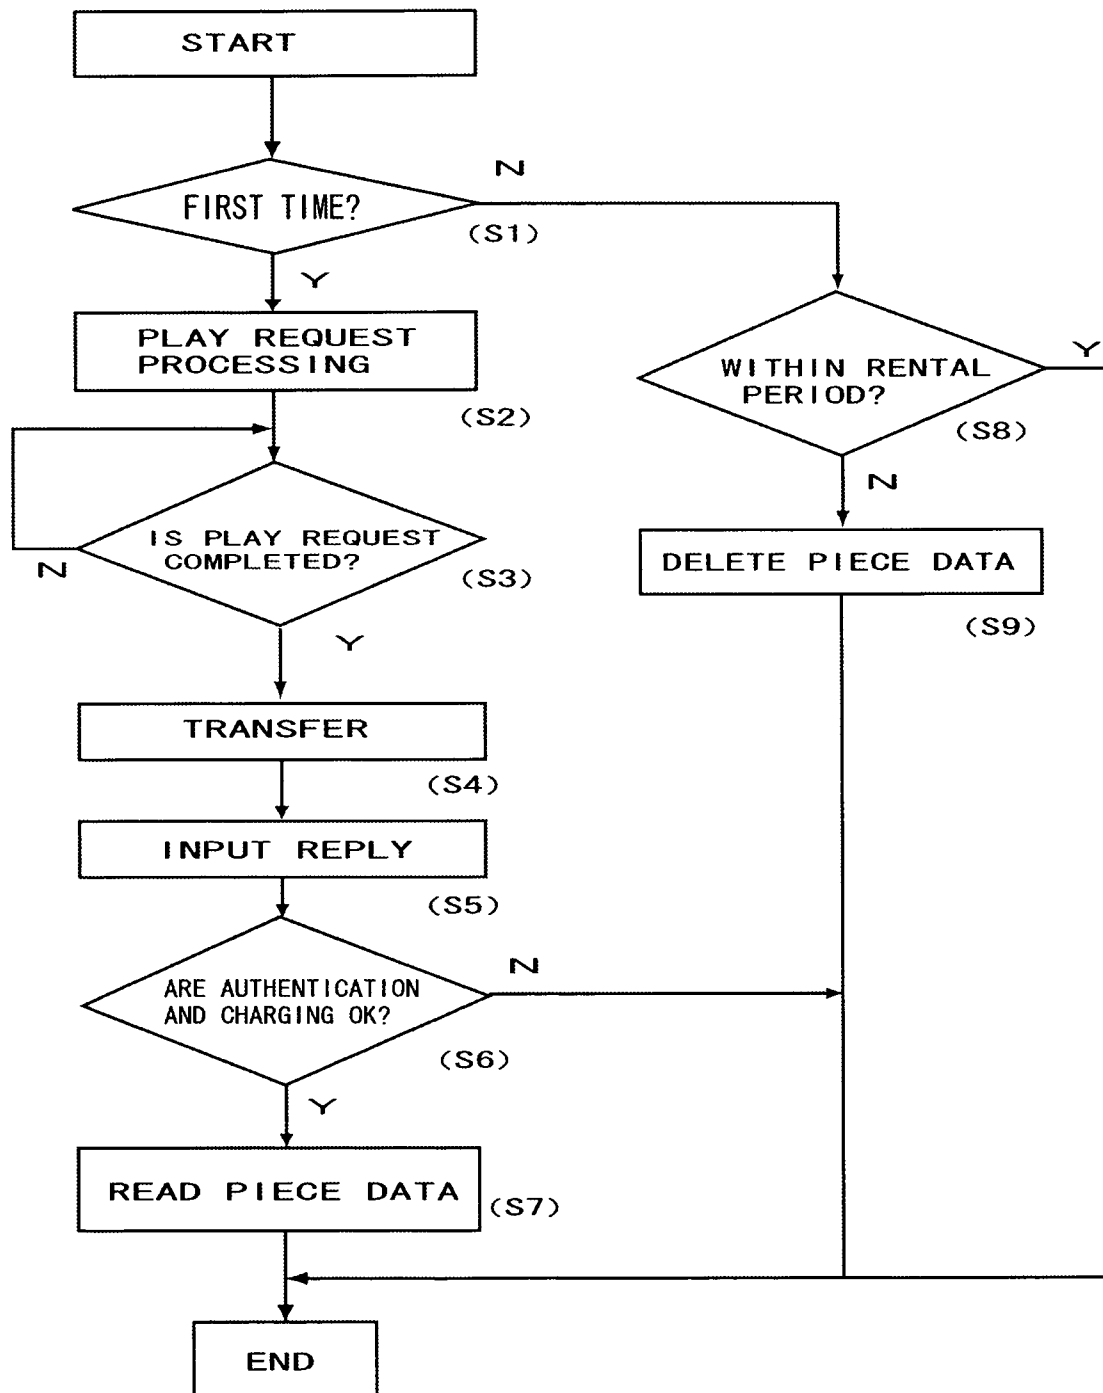 START
N
FIRST TIME?
(S1)
Y
PLAY REQUEST
PROCESSING
(S2)
Y
WITHIN RENTAL
PERIOD?
(S8)
N
IS PLAY REQUEST
COMPLETED?
(S3)
N
Y
DELETE PIECE DATA
(S9)
TRANSFER
(S4)
INPUT REPLY
(S5)
N
ARE AUTHENTICATION
AND CHARGING OK?
(S6)
Y
READ PIECE DATA
(S7)
END